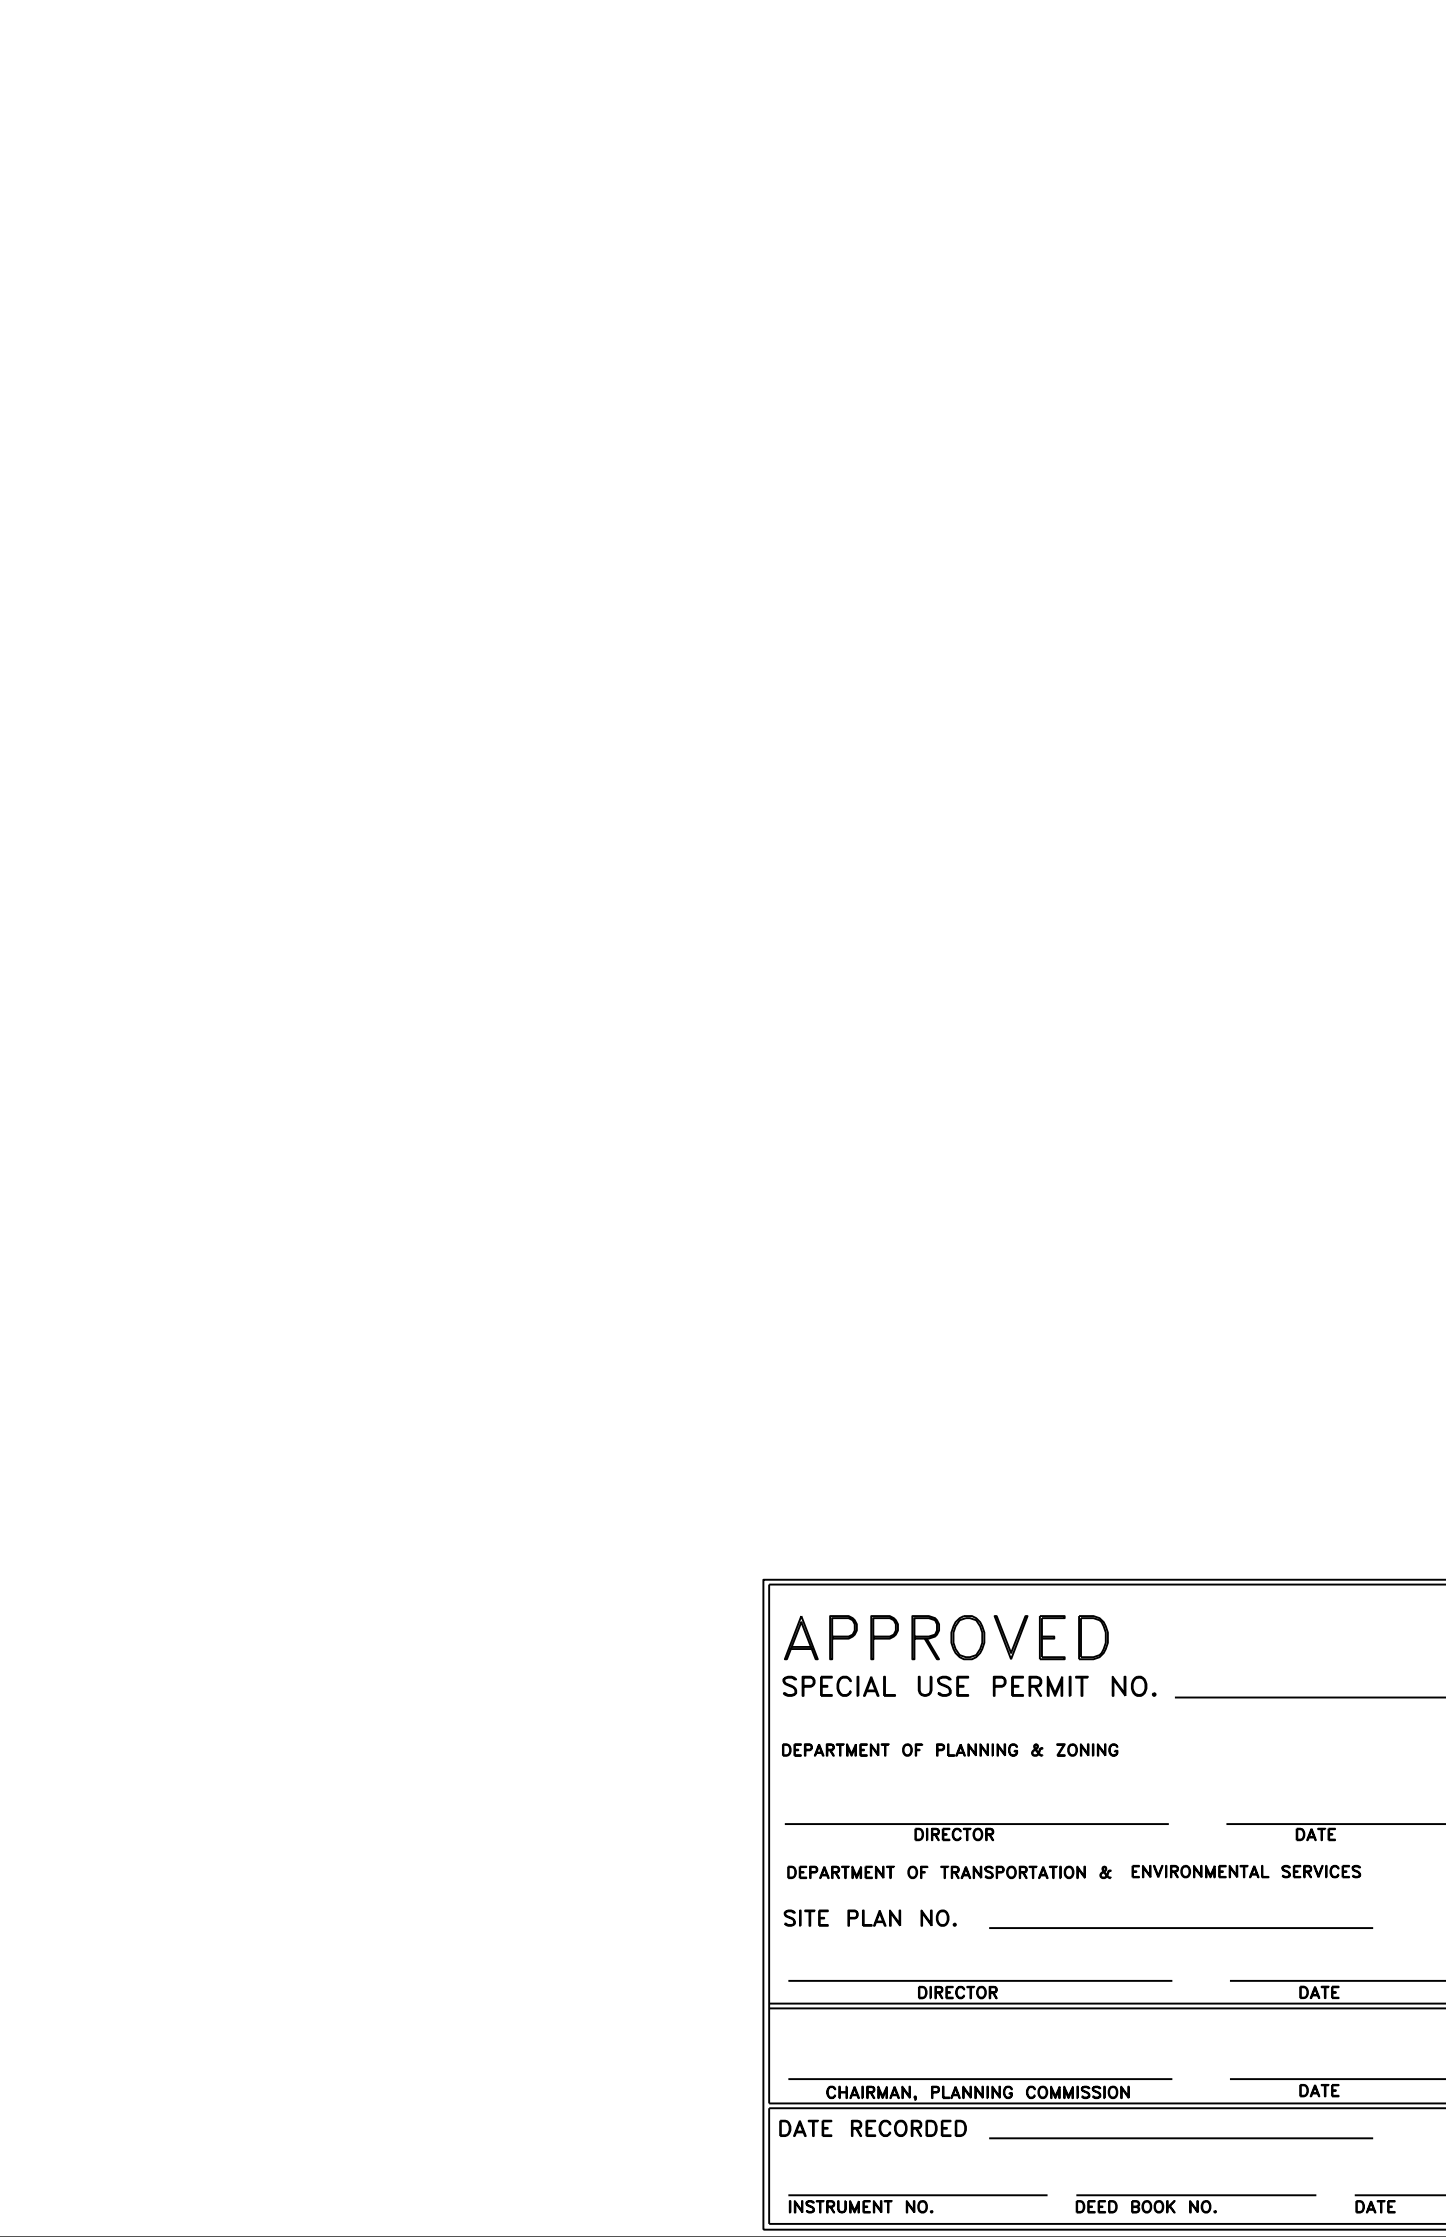 APPROVED
SPECIAL USE PERMIT NO.
DEPARTMENT OF PLANNING & ZONING
DIRECTOR DATE
DEPARTMENT OF TRANSPORTATION & ENVIRONMENTAL SERVICES
SITE PLAN NO.
DIRECTOR DATE
CHAIRMAN, PLANNING COMMISSION DATE
DATE RECORDED
INSTRUMENT NO. DEED BOOK NO. DATE